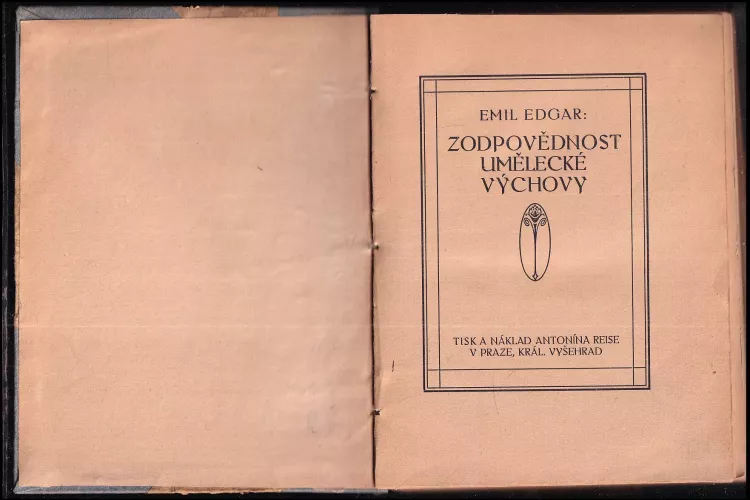 EMIL EDGAR:
ZODPOVĚDNOST
UMĚLECKÉ
VÝCHOVY
TISK A NÁKLAD ANTONÍNA REISE
V PRAZE, KRÁL. VYŠEHRAD